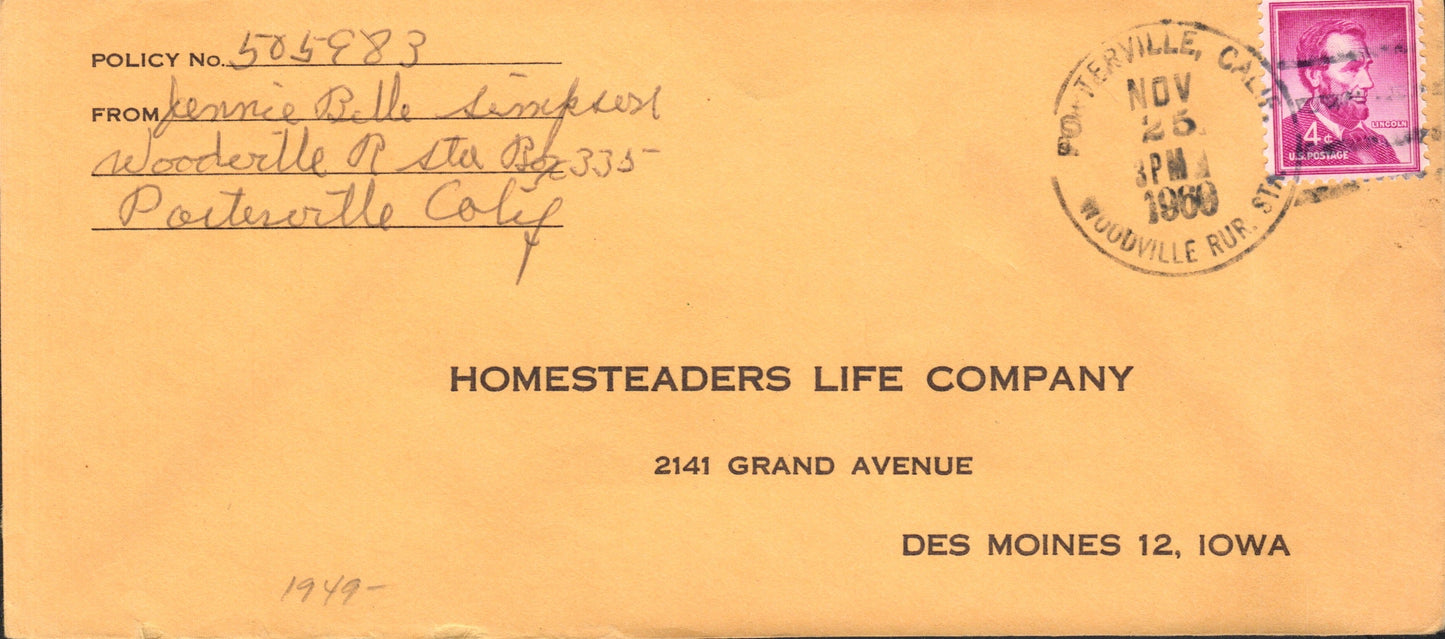 POLICY No. 505983
FROM Jennie Belle Simpson
Woodville R Sta Box 335
Porterville Calif
PORTERVILLE, CALIF.
NOV
25
3PM
1960
WOODVILLE RUR. STA.
LINCOLN
4¢
U.S. POSTAGE
HOMESTEADERS LIFE COMPANY
2141 GRAND AVENUE
DES MOINES 12, IOWA
1949-